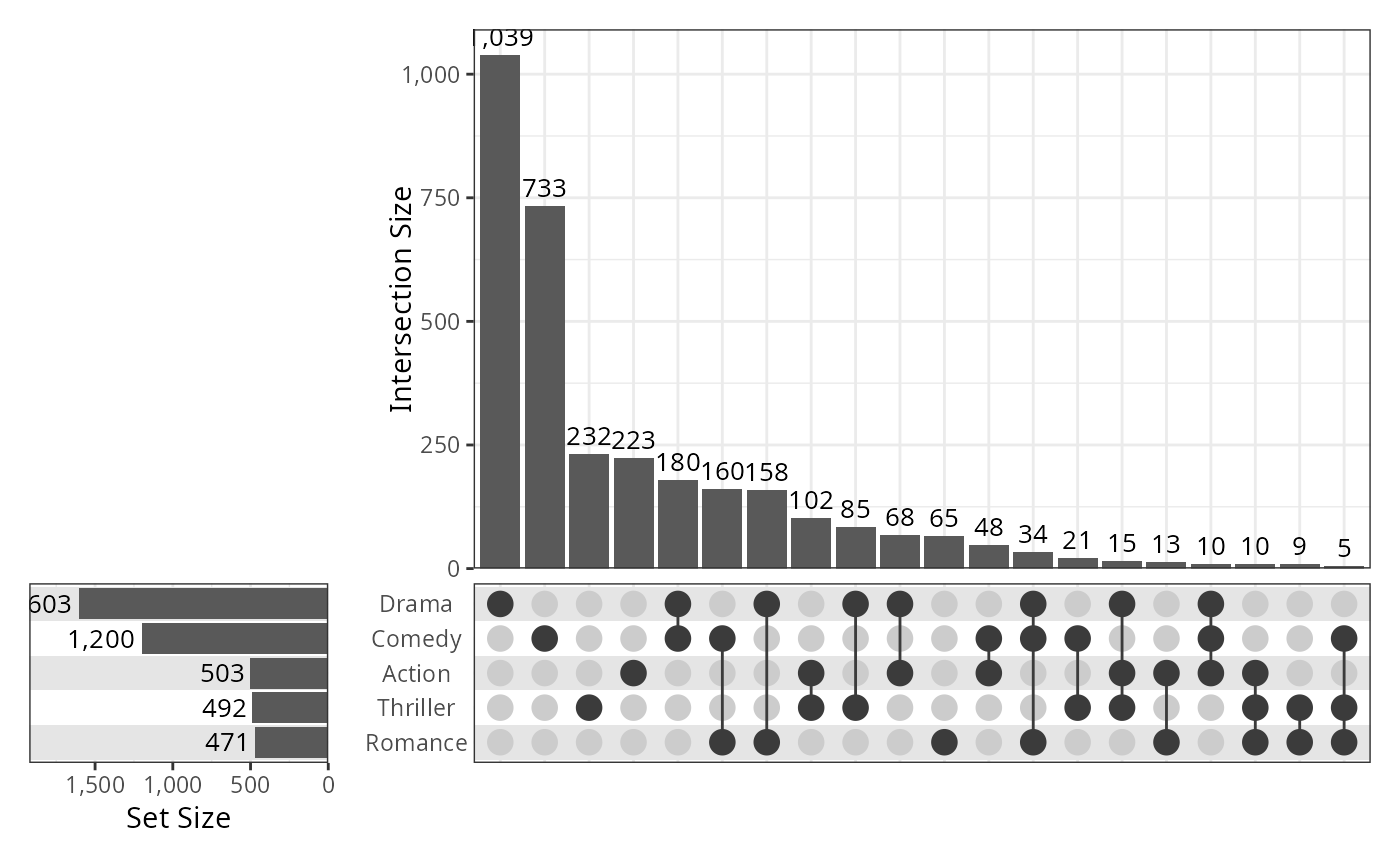 ,039
1,000
733
750
Intersection Size
500
232 223
250
180 160 158
102 85 68 65 48 34 21 15 13 10 10 9 5
0
603 Drama
1,200 Comedy
503 Action
492 Thriller
471 Romance
1,500 1,000 500 0
Set Size